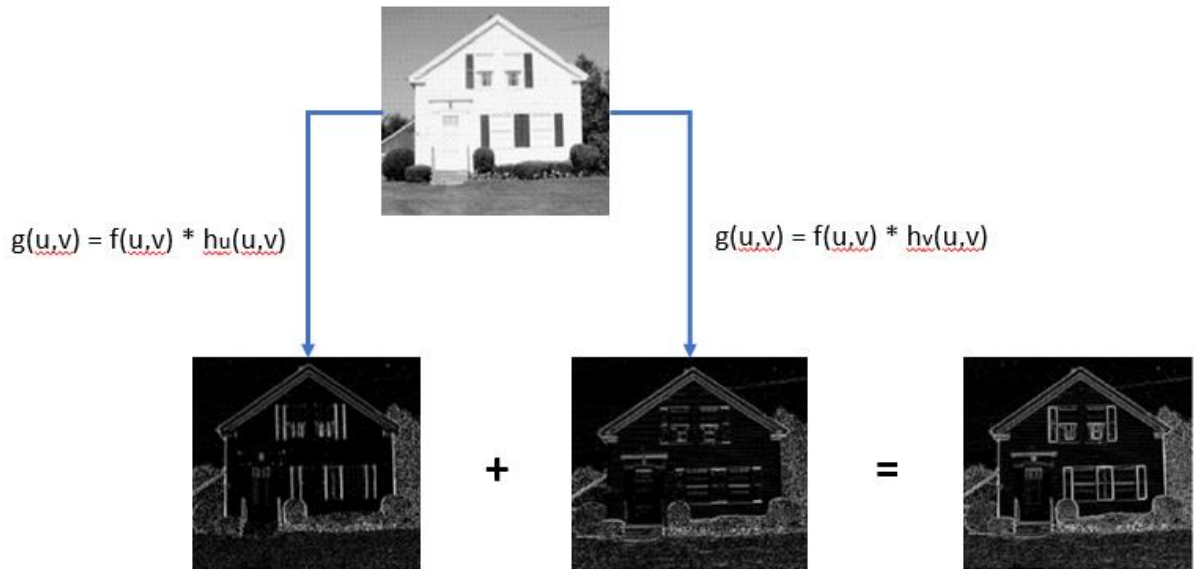 g(u,v) = f(u,v) * hu(u,v)
g(u,v) = f(u,v) * hv(u,v)
+
=